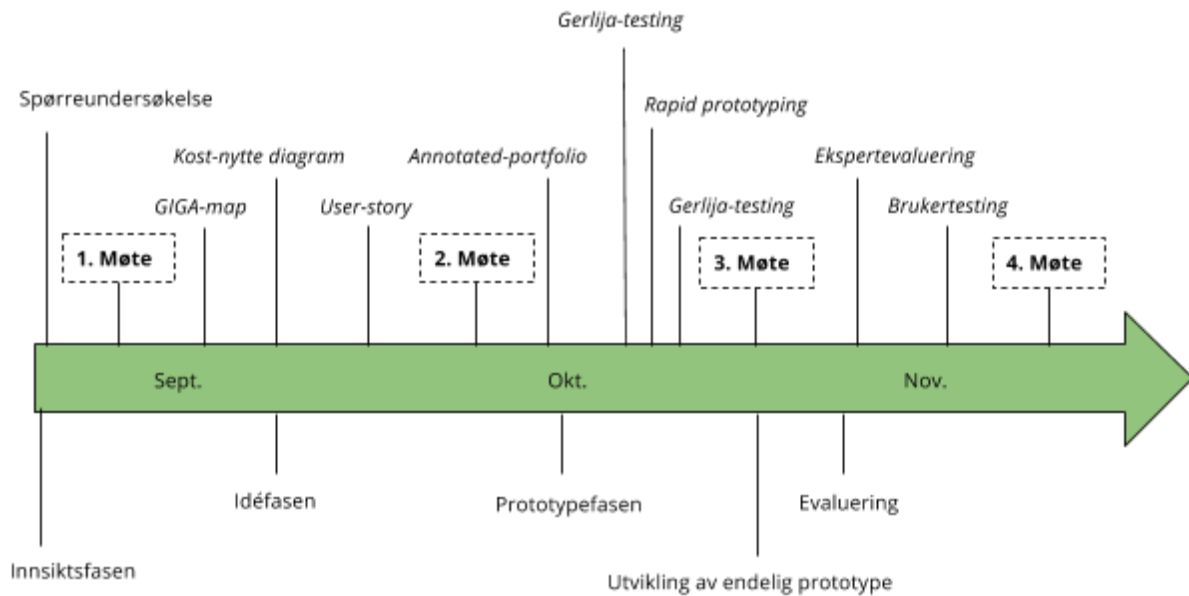 Gerlija-testing
Spørreundersøkelse
Rapid prototyping
Kost-nytte diagram
Annotated-portfolio
Ekspertevaluering
GIGA-map
User-story
Gerlija-testing
Brukertesting
1. Møte
2. Møte
3. Møte
4. Møte
Sept.
Okt.
Nov.
Idéfasen
Prototypefasen
Evaluering
Innsiktsfasen
Utvikling av endelig prototype